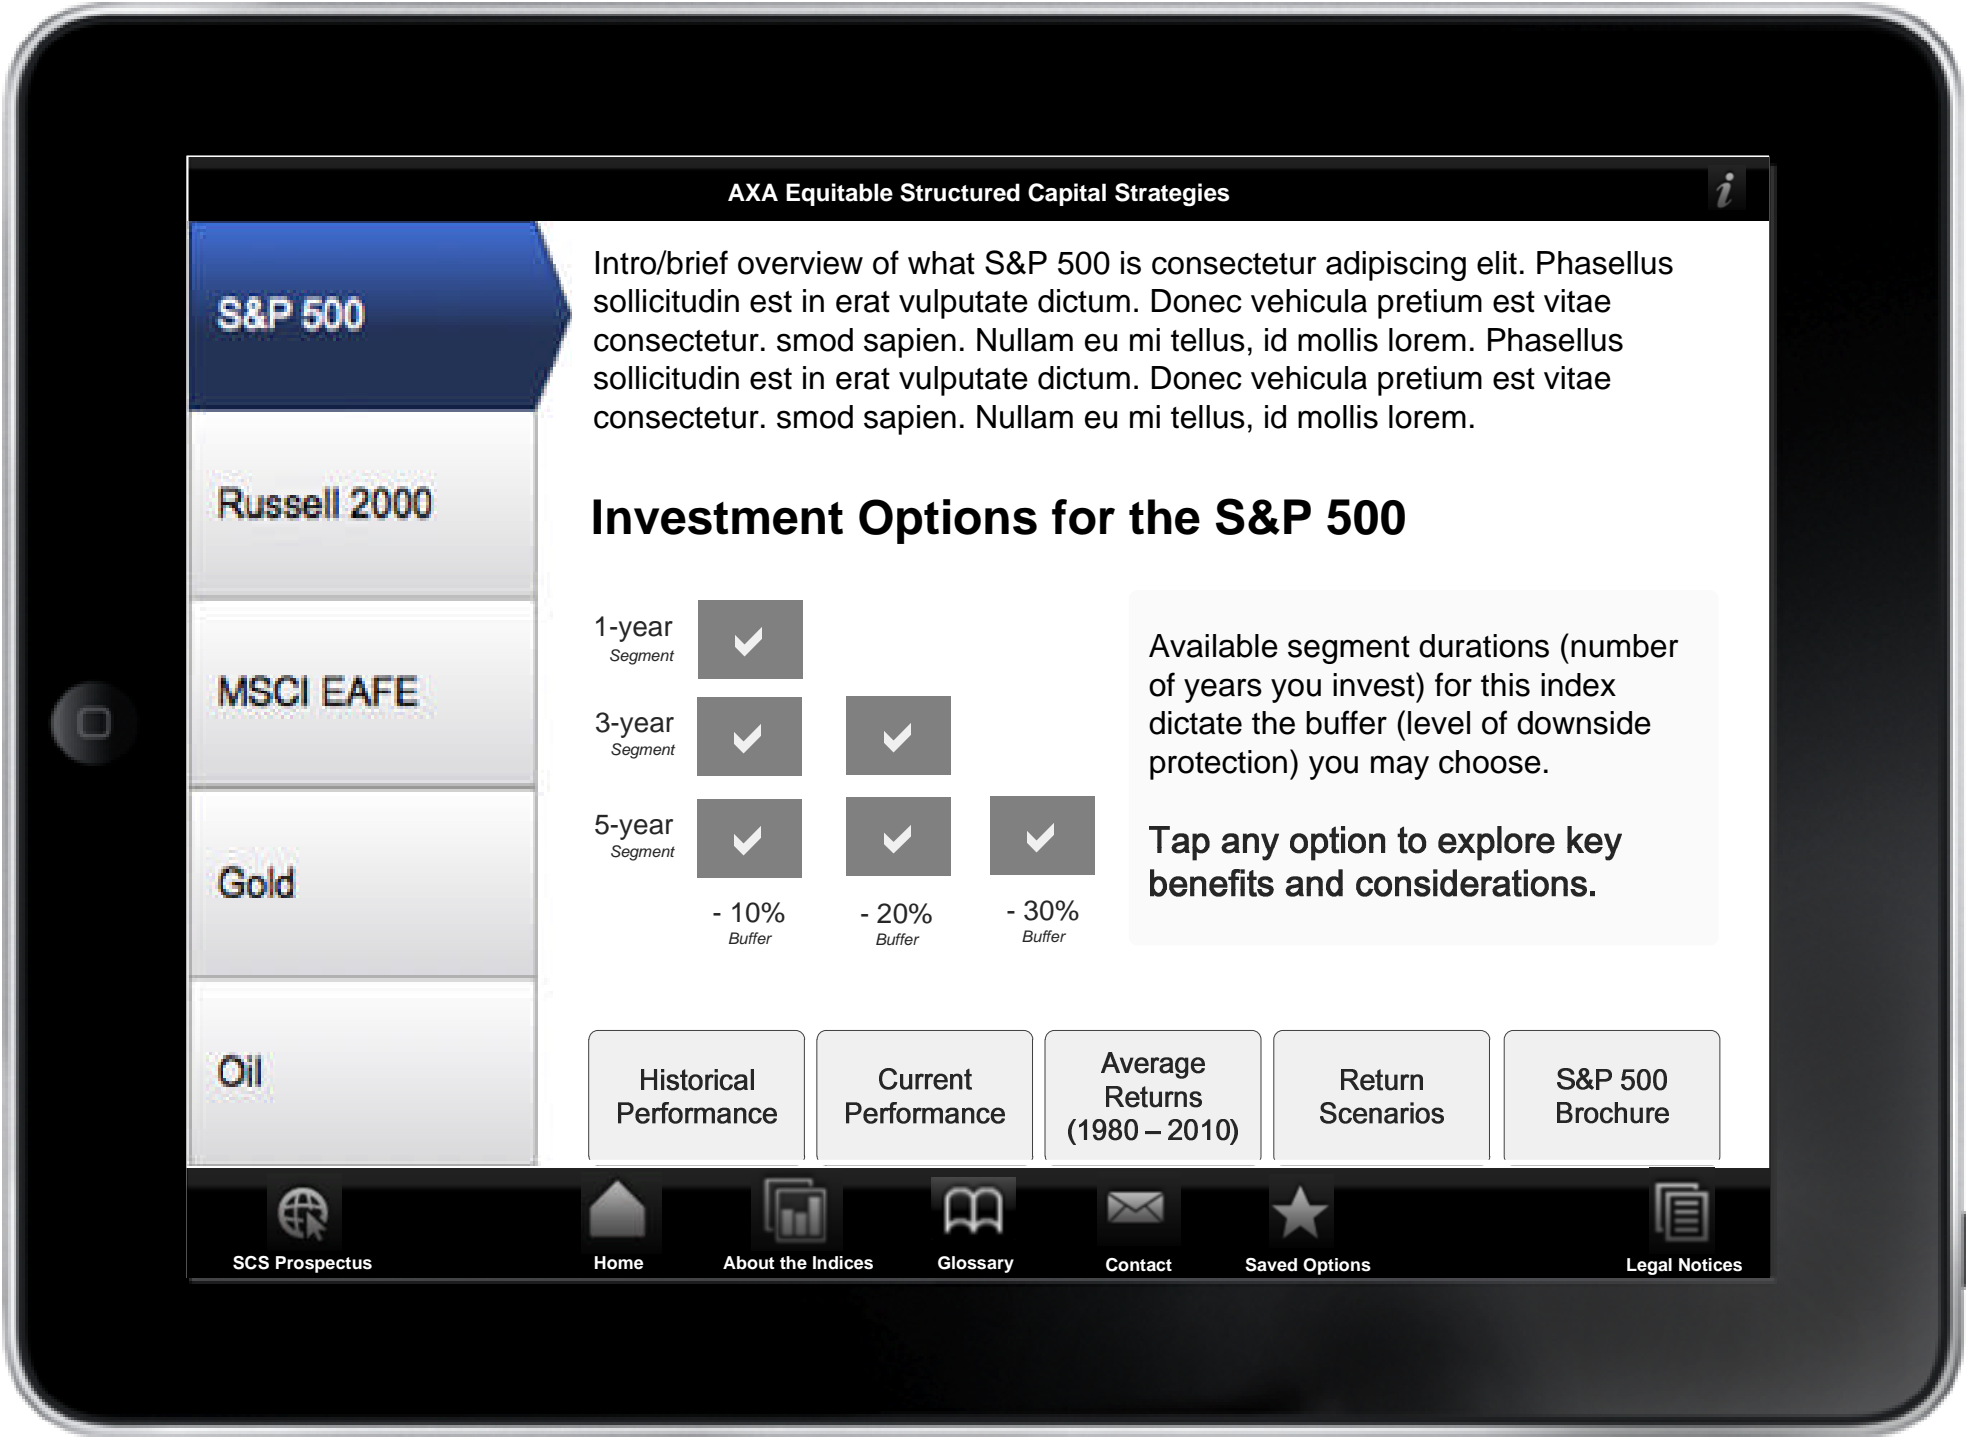 AXA Equitable Structured Capital Strategies
i
S&P 500
Russell 2000
MSCI EAFE
Gold
Oil
Intro/brief overview of what S&P 500 is consectetur adipiscing elit. Phasellus
sollicitudin est in erat vulputate dictum. Donec vehicula pretium est vitae
consectetur. smod sapien. Nullam eu mi tellus, id mollis lorem. Phasellus
sollicitudin est in erat vulputate dictum. Donec vehicula pretium est vitae
consectetur. smod sapien. Nullam eu mi tellus, id mollis lorem.
Investment Options for the S&P 500
1-year
Segment
3-year
Segment
5-year
Segment
- 10%
Buffer
- 20%
Buffer
- 30%
Buffer
Available segment durations (number
of years you invest) for this index
dictate the buffer (level of downside
protection) you may choose.
Tap any option to explore key
benefits and considerations.
Historical
Performance
Current
Performance
Average
Returns
(1980 – 2010)
Return
Scenarios
S&P 500
Brochure
SCS Prospectus
Home
About the Indices
Glossary
Contact
Saved Options
Legal Notices